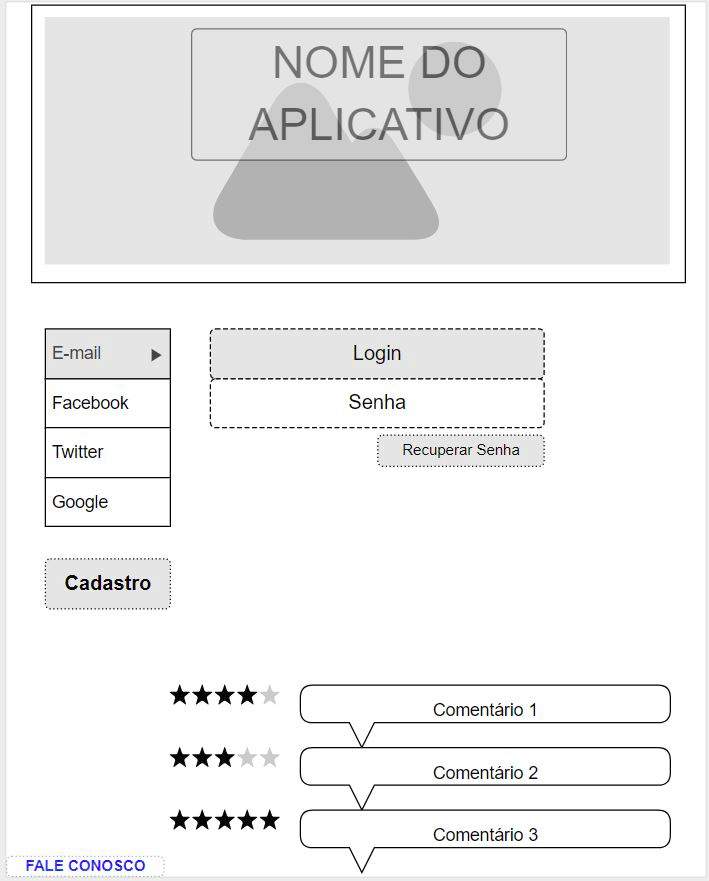 NOME DO
APLICATIVO
E-mail
Facebook
Twitter
Google
Login
Senha
Recuperar Senha
Cadastro
Comentário 1
Comentário 2
Comentário 3
FALE CONOSCO